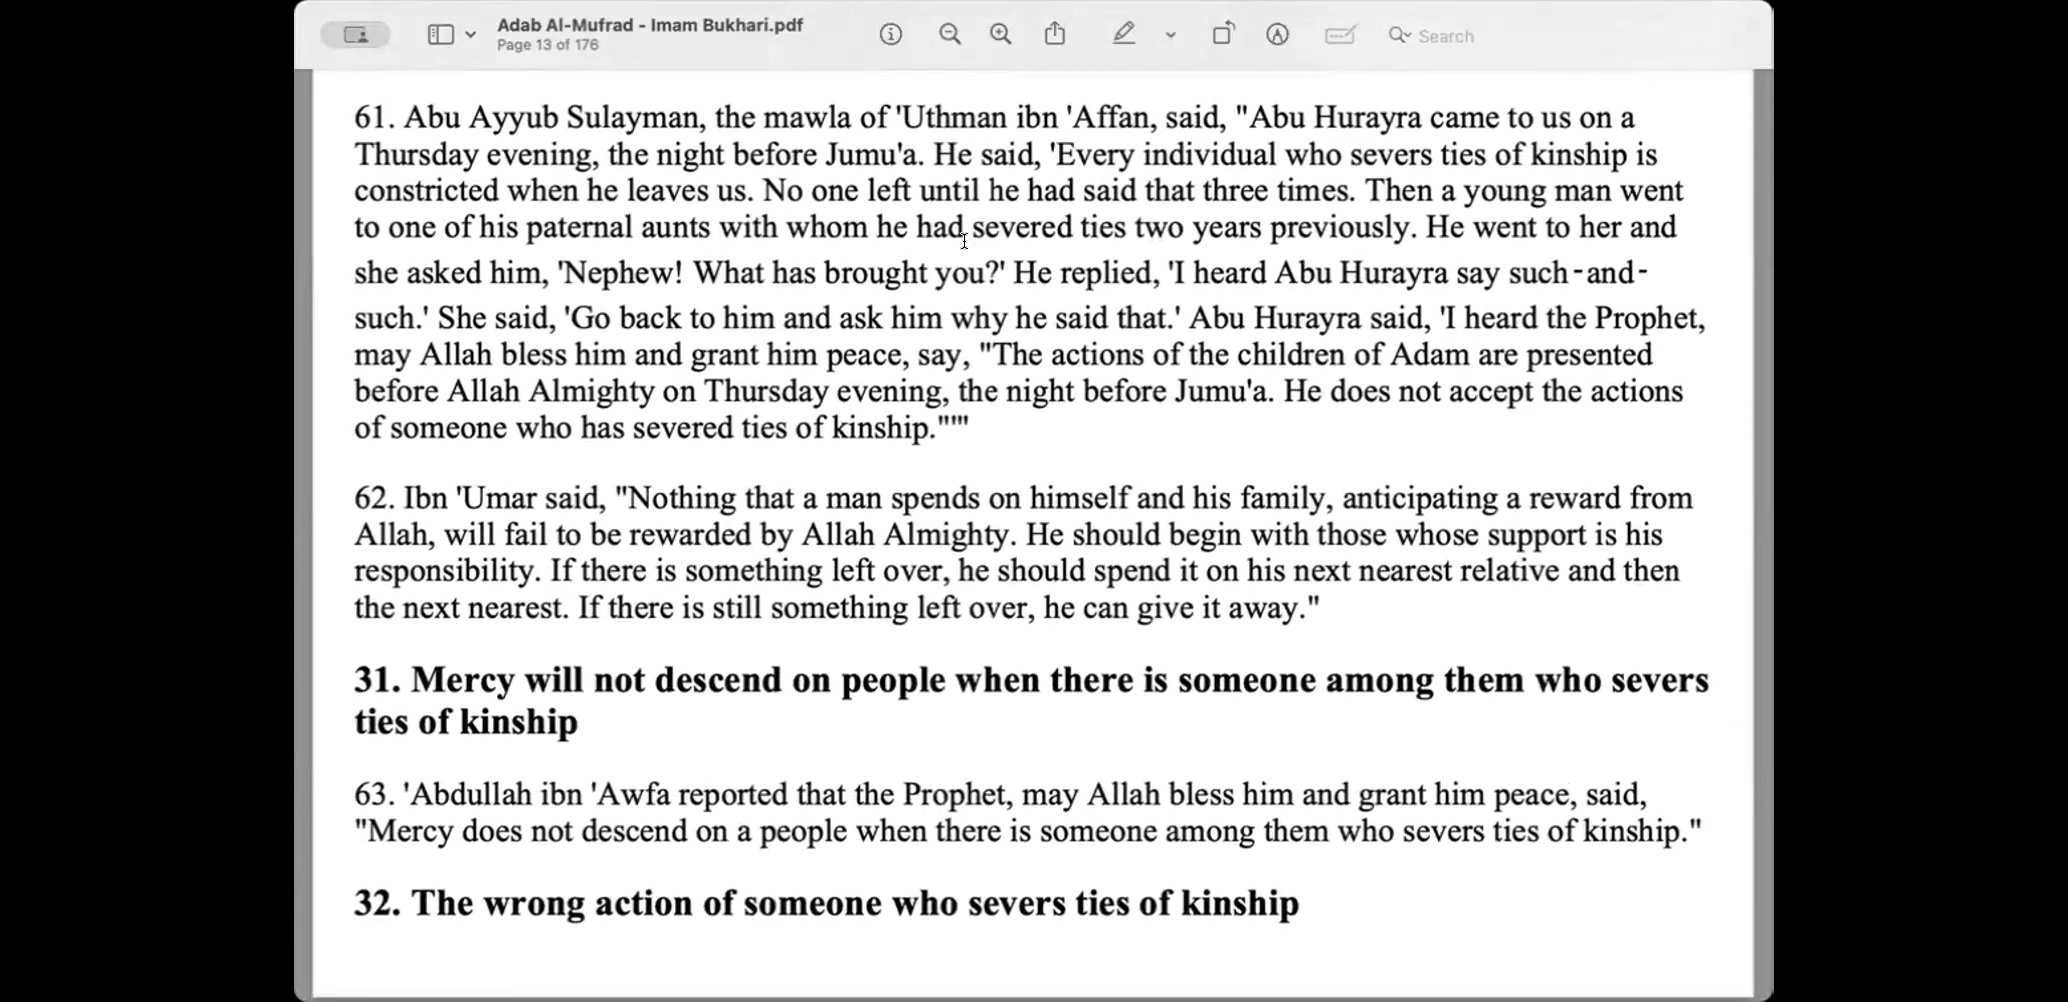 Adab Al-Mufrad - Imam Bukhari.pdf
Page 13 of 176
Search
61. Abu Ayyub Sulayman, the mawla of 'Uthman ibn 'Affan, said, "Abu Hurayra came to us on a
Thursday evening, the night before Jumu'a. He said, 'Every individual who severs ties of kinship is
constricted when he leaves us. No one left until he had said that three times. Then a young man went
to one of his paternal aunts with whom he had severed ties two years previously. He went to her and
she asked him, 'Nephew! What has brought you?' He replied, 'I heard Abu Hurayra say such-and-
such.' She said, 'Go back to him and ask him why he said that.' Abu Hurayra said, 'I heard the Prophet,
may Allah bless him and grant him peace, say, "The actions of the children of Adam are presented
before Allah Almighty on Thursday evening, the night before Jumu'a. He does not accept the actions
of someone who has severed ties of kinship.""'"
62. Ibn 'Umar said, "Nothing that a man spends on himself and his family, anticipating a reward from
Allah, will fail to be rewarded by Allah Almighty. He should begin with those whose support is his
responsibility. If there is something left over, he should spend it on his next nearest relative and then
the next nearest. If there is still something left over, he can give it away."
31. Mercy will not descend on people when there is someone among them who severs
ties of kinship
63. 'Abdullah ibn 'Awfa reported that the Prophet, may Allah bless him and grant him peace, said,
"Mercy does not descend on a people when there is someone among them who severs ties of kinship."
32. The wrong action of someone who severs ties of kinship